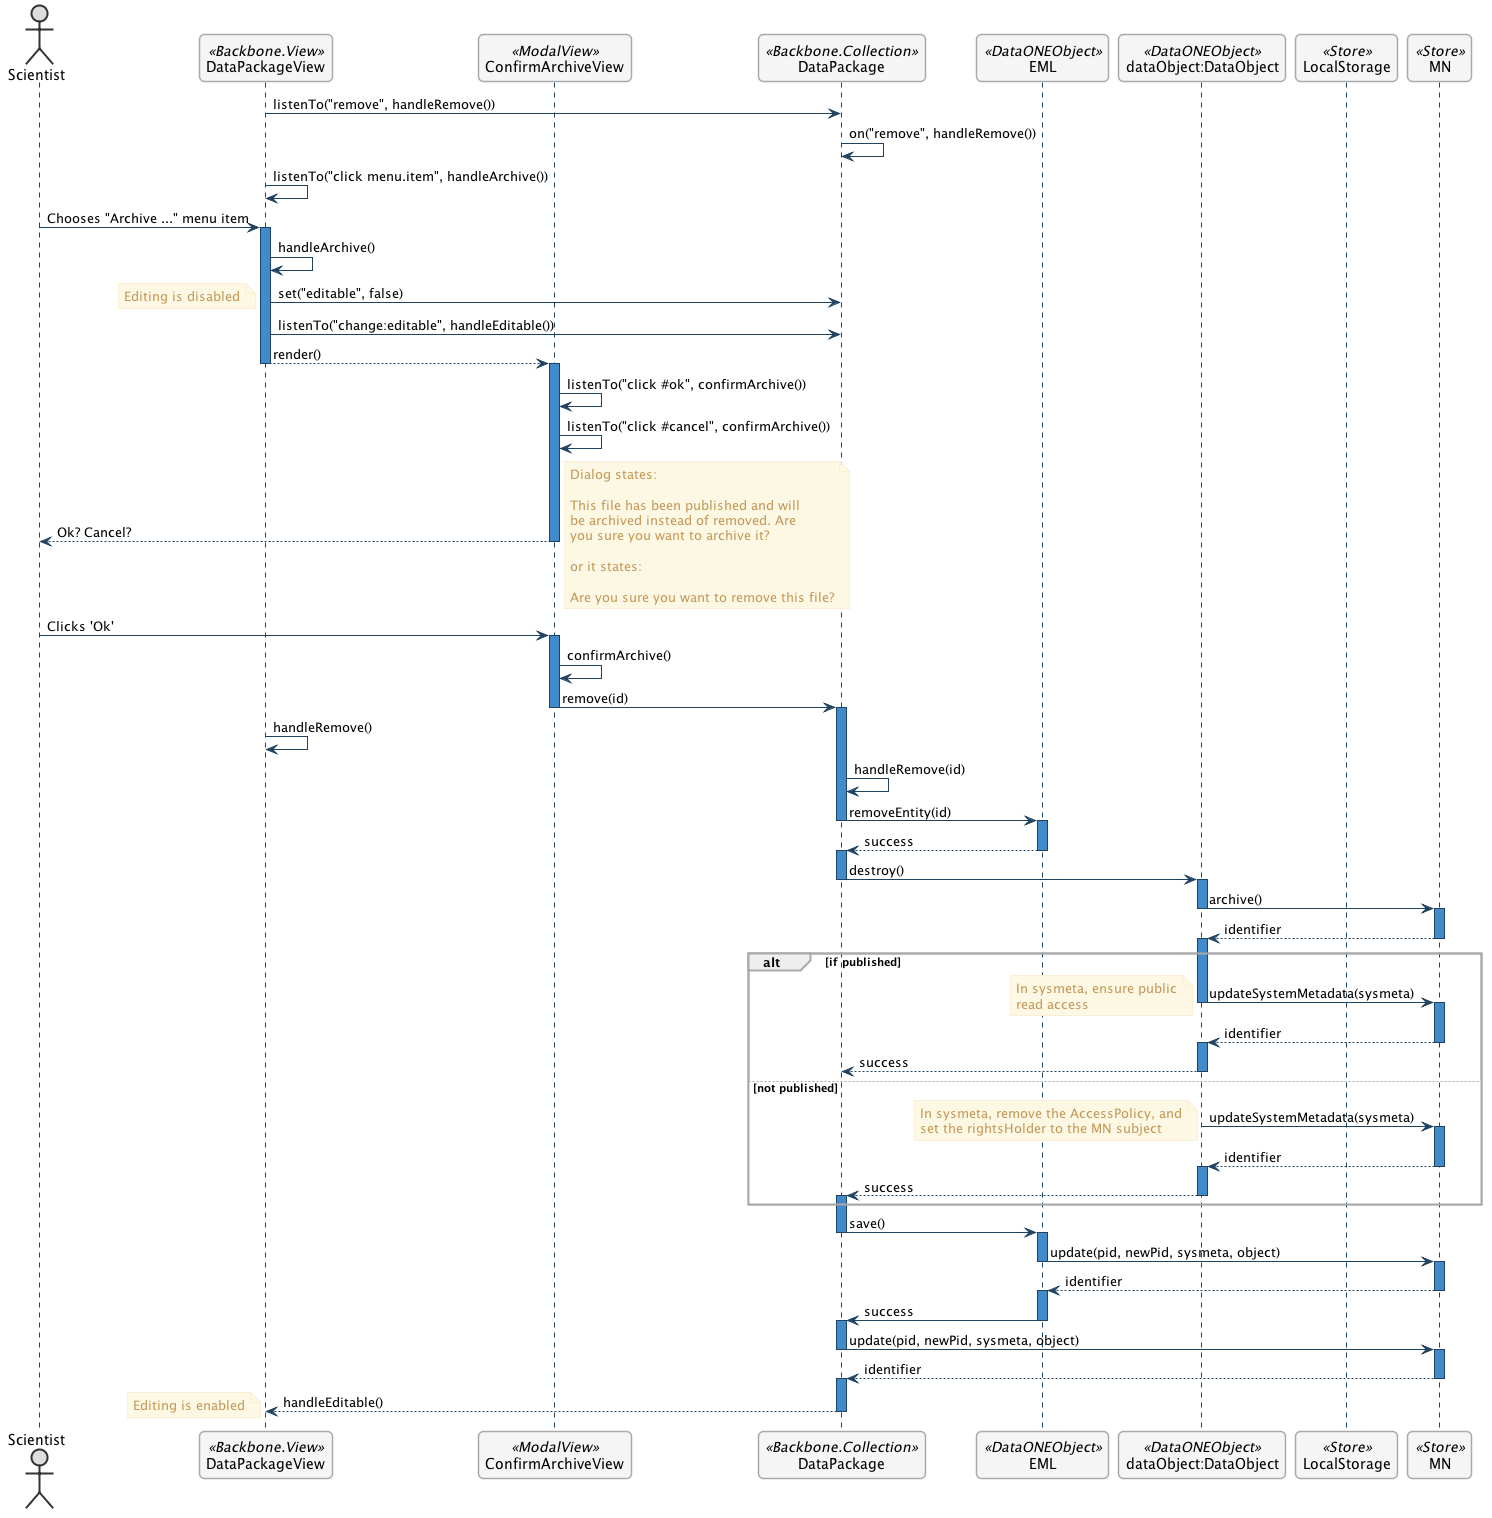 Scientist
«Backbone.View»
DataPackageView
«ModalView»
ConfirmArchiveView
«Backbone.Collection»
DataPackage
«DataONEObject»
EML
«DataONEObject»
dataObject:DataObject
«Store»
LocalStorage
«Store»
MN
listenTo("remove", handleRemove())
on("remove", handleRemove())
listenTo("click menu.item", handleArchive())
Chooses "Archive ..." menu item
handleArchive()
Editing is disabled
set("editable", false)
listenTo("change:editable", handleEditable())
render()
listenTo("click #ok", confirmArchive())
listenTo("click #cancel", confirmArchive())
Dialog states:
This file has been published and will
be archived instead of removed. Are
you sure you want to archive it?
or it states:
Are you sure you want to remove this file?
Ok? Cancel?
Clicks 'Ok'
confirmArchive()
remove(id)
handleRemove()
handleRemove(id)
removeEntity(id)
success
destroy()
archive()
identifier
alt
[if published]
In sysmeta, ensure public
read access
updateSystemMetadata(sysmeta)
identifier
success
[not published]
In sysmeta, remove the AccessPolicy, and
set the rightsHolder to the MN subject
updateSystemMetadata(sysmeta)
identifier
success
save()
update(pid, newPid, sysmeta, object)
identifier
success
update(pid, newPid, sysmeta, object)
identifier
Editing is enabled
handleEditable()
Scientist
«Backbone.View»
DataPackageView
«ModalView»
ConfirmArchiveView
«Backbone.Collection»
DataPackage
«DataONEObject»
EML
«DataONEObject»
dataObject:DataObject
«Store»
LocalStorage
«Store»
MN